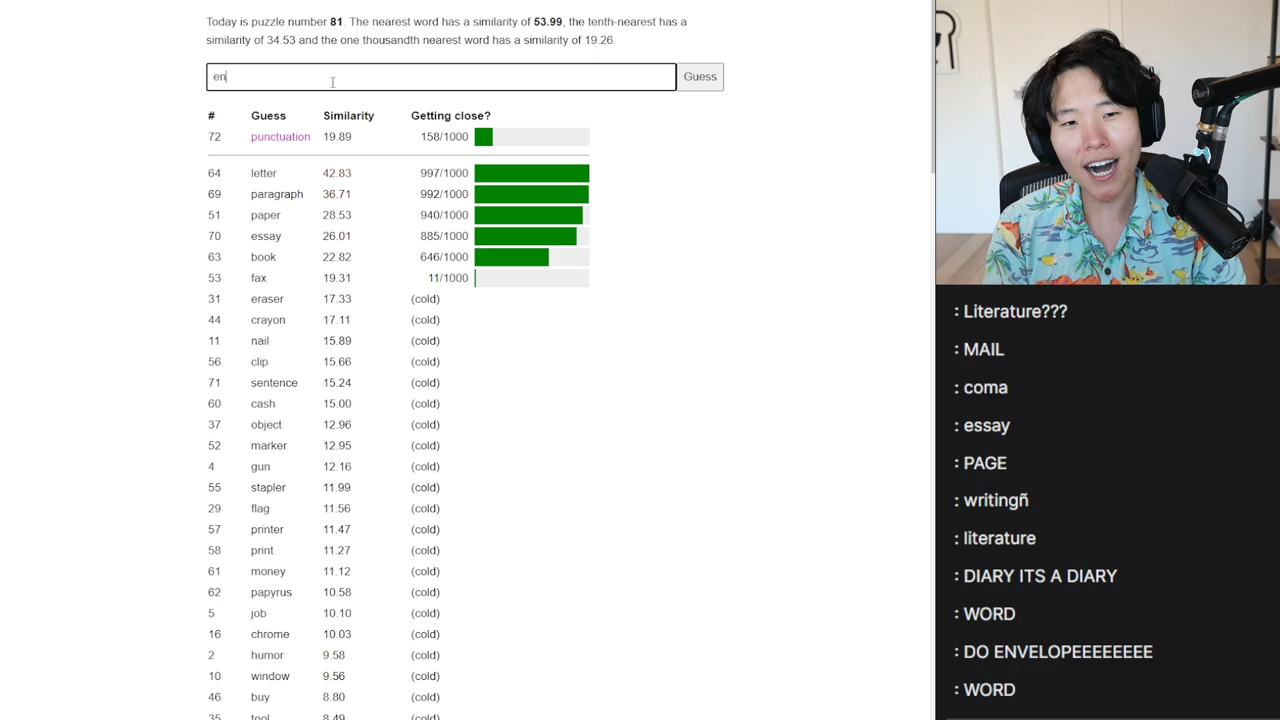 Today is puzzle number 81. The nearest word has a similarity of 53.99, the tenth-nearest has a
similarity of 34.53 and the one thousandth nearest word has a similarity of 19.26.
en
Guess
# Guess Similarity Getting close?
72 punctuation 19.89 158/1000
64 letter 42.83 997/1000
69 paragraph 36.71 992/1000
51 paper 28.53 940/1000
70 essay 26.01 885/1000
63 book 22.82 646/1000
53 fax 19.31 11/1000
31 eraser 17.33 (cold)
44 crayon 17.11 (cold)
11 nail 15.89 (cold)
56 clip 15.66 (cold)
71 sentence 15.24 (cold)
60 cash 15.00 (cold)
37 object 12.96 (cold)
52 marker 12.95 (cold)
4 gun 12.16 (cold)
55 stapler 11.99 (cold)
29 flag 11.56 (cold)
57 printer 11.47 (cold)
58 print 11.27 (cold)
61 money 11.12 (cold)
62 papyrus 10.58 (cold)
5 job 10.10 (cold)
16 chrome 10.03 (cold)
2 humor 9.58 (cold)
10 window 9.56 (cold)
46 buy 8.80 (cold)
35 tool 8.49 (cold)
: Literature???
: MAIL
: coma
: essay
: PAGE
: writingñ
: literature
: DIARY ITS A DIARY
: WORD
: DO ENVELOPEEEEEEEE
: WORD